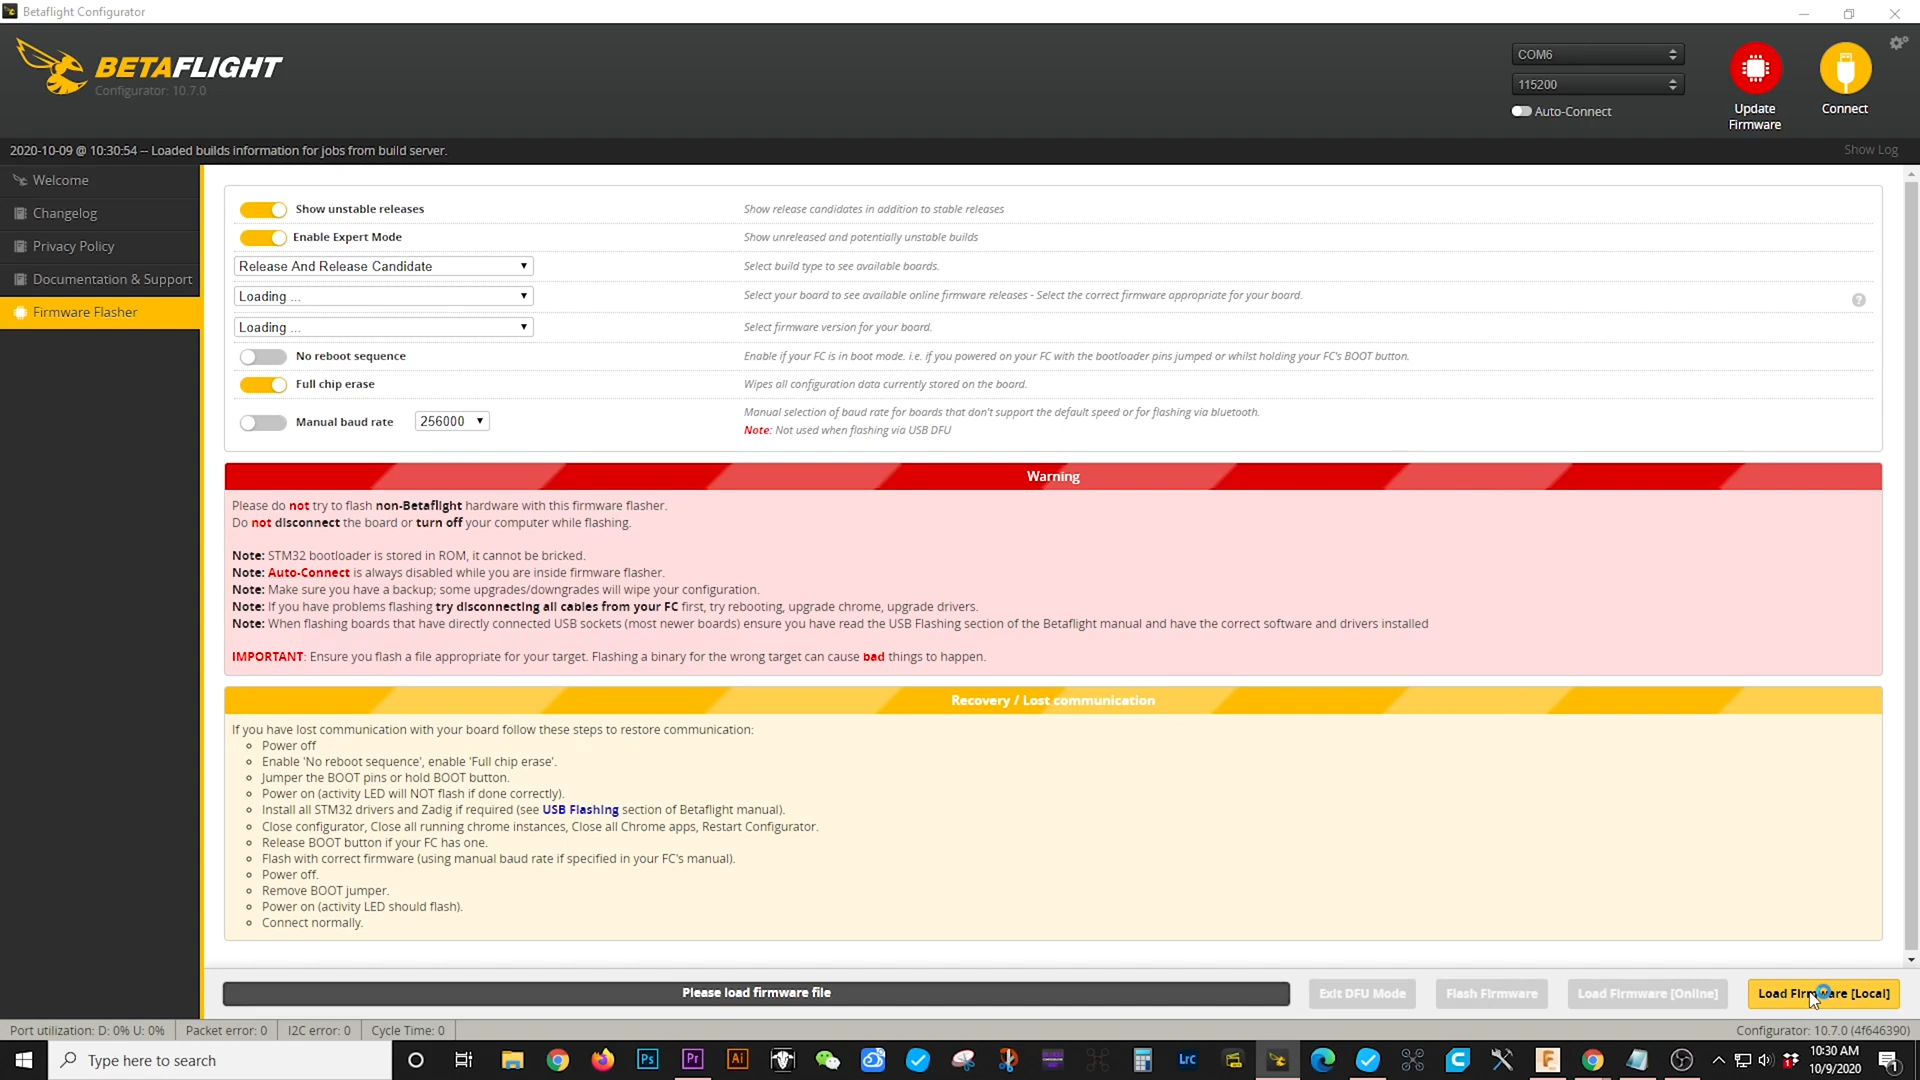 Betaflight Configurator
BETAFLIGHT
Configurator: 10.7.0
COM6
115200
Auto-Connect
Update
Firmware
Connect
2020-10-09 @ 10:30:54 -- Loaded builds information for jobs from build server.
Show Log
Welcome
Changelog
Privacy Policy
Documentation & Support
Firmware Flasher
Show unstable releases
Show release candidates in addition to stable releases
Enable Expert Mode
Show unreleased and potentially unstable builds
Release And Release Candidate
Select build type to see available boards.
Loading ...
Select your board to see available online firmware releases - Select the correct firmware appropriate for your board.
?
Loading ...
Select firmware version for your board.
No reboot sequence
Enable if your FC is in boot mode. i.e. if you powered on your FC with the bootloader pins jumped or whilst holding your FC's BOOT button.
Full chip erase
Wipes all configuration data currently stored on the board.
Manual baud rate
256000
Manual selection of baud rate for boards that don't support the default speed or for flashing via bluetooth.
Note: Not used when flashing via USB DFU
Warning
Please do not try to flash non-Betaflight hardware with this firmware flasher.
Do not disconnect the board or turn off your computer while flashing.
Note: STM32 bootloader is stored in ROM, it cannot be bricked.
Note: Auto-Connect is always disabled while you are inside firmware flasher.
Note: Make sure you have a backup; some upgrades/downgrades will wipe your configuration.
Note: If you have problems flashing try disconnecting all cables from your FC first, try rebooting, upgrade chrome, upgrade drivers.
Note: When flashing boards that have directly connected USB sockets (most newer boards) ensure you have read the USB Flashing section of the Betaflight manual and have the correct software and drivers installed
IMPORTANT: Ensure you flash a file appropriate for your target. Flashing a binary for the wrong target can cause bad things to happen.
Recovery / Lost communication
If you have lost communication with your board follow these steps to restore communication:
Power off
Enable 'No reboot sequence', enable 'Full chip erase'.
Jumper the BOOT pins or hold BOOT button.
Power on (activity LED will NOT flash if done correctly).
Install all STM32 drivers and Zadig if required (see USB Flashing section of Betaflight manual).
Close configurator, Close all running chrome instances, Close all Chrome apps, Restart Configurator.
Release BOOT button if your FC has one.
Flash with correct firmware (using manual baud rate if specified in your FC's manual).
Power off.
Remove BOOT jumper.
Power on (activity LED should flash).
Connect normally.
Please load firmware file
Exit DFU Mode
Flash Firmware
Load Firmware [Online]
Load Firmware [Local]
Port utilization: D: 0% U: 0%
Packet error: 0
I2C error: 0
Cycle Time: 0
Configurator: 10.7.0 (4f646390)
Type here to search
Ps
Pr
Ai
Lrc
10:30 AM
10/9/2020
1